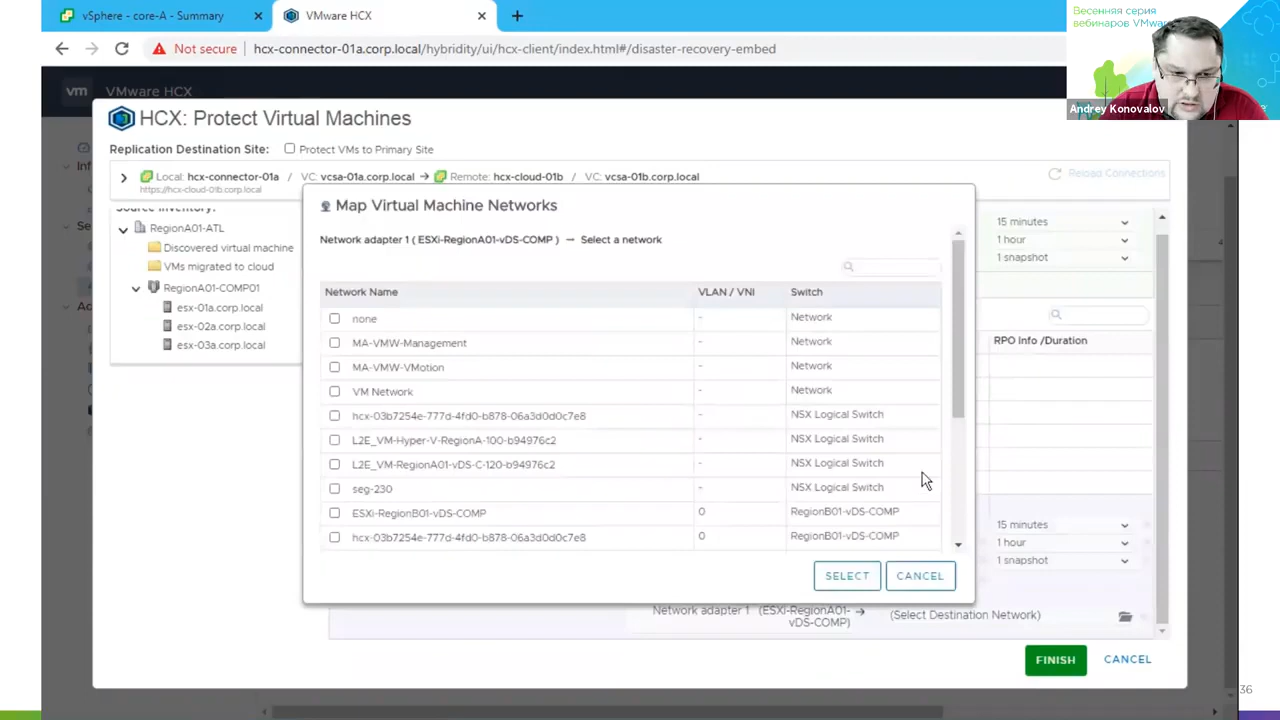 vSphere - core-A - Summary
VMware HCX
Not secure
hcx-connector-01a.corp.local/hybridity/ui/hcx-client/index.html#/disaster-recovery-embed
Весенняя серия
вебинаров VMwar
Andrey Konovalov
vm VMware HCX
HCX: Protect Virtual Machines
Replication Destination Site: Protect VMs to Primary Site
Local: hcx-connector-01a / VC: vcsa-01a.corp.local → Remote: hcx-cloud-01b / VC: vcsa-01b.corp.local
https://hcx-cloud-01b.corp.local
Reload Connections
Source Inventory:
RegionA01-ATL
Discovered virtual machine
VMs migrated to cloud
RegionA01-COMP01
esx-01a.corp.local
esx-02a.corp.local
esx-03a.corp.local
Map Virtual Machine Networks
Network adapter 1 ( ESXi-RegionA01-vDS-COMP ) → Select a network
Network Name VLAN / VNI Switch
none - Network
MA-VMW-Management - Network
MA-VMW-VMotion - Network
VM Network - Network
hcx-03b7254e-777d-4fd0-b878-06a3d0d0c7e8 - NSX Logical Switch
L2E_VM-Hyper-V-RegionA-100-b94976c2 - NSX Logical Switch
L2E_VM-RegionA01-vDS-C-120-b94976c2 - NSX Logical Switch
seg-230 - NSX Logical Switch
ESXi-RegionB01-vDS-COMP 0 RegionB01-vDS-COMP
hcx-03b7254e-777d-4fd0-b878-06a3d0d0c7e8 0 RegionB01-vDS-COMP
SELECT
CANCEL
15 minutes
1 hour
1 snapshot
RPO Info /Duration
15 minutes
1 hour
1 snapshot
Network adapter 1 (ESXi-RegionA01- → (Select Destination Network)
vDS-COMP)
FINISH
CANCEL
36